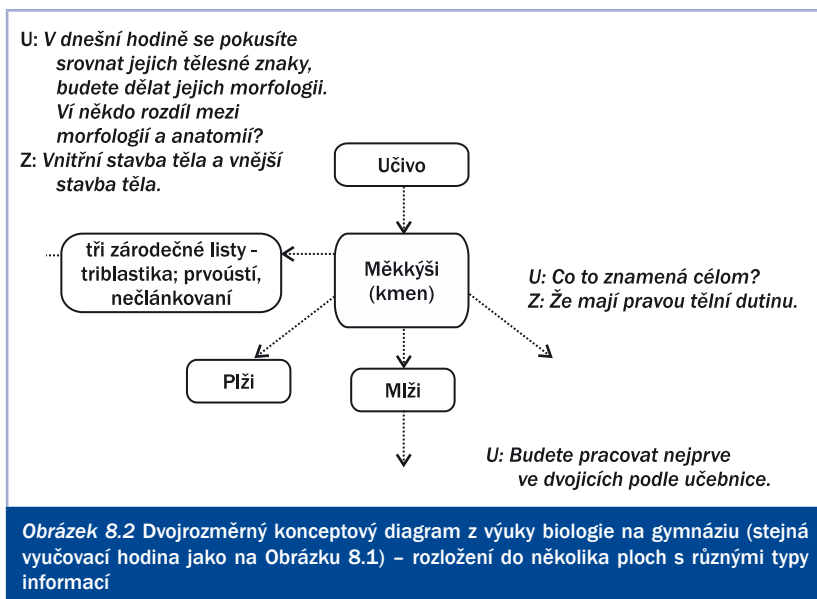 U: V dnešní hodině se pokusíte
srovnat jejich tělesné znaky,
budete dělat jejich morfologii.
Ví někdo rozdíl mezi
morfologií a anatomií?
Z: Vnitřní stavba těla a vnější
stavba těla.
Učivo
tři zárodečné listy -
triblastika; prvoústí,
nečlánkovaní
Měkkýši
(kmen)
U: Co to znamená célom?
Z: Že mají pravou tělní dutinu.
Plži
Mlži
U: Budete pracovat nejprve
ve dvojicích podle učebnice.
Obrázek 8.2 Dvojrozměrný konceptový diagram z výuky biologie na gymnáziu (stejná
vyučovací hodina jako na Obrázku 8.1) – rozložení do několika ploch s různými typy
informací